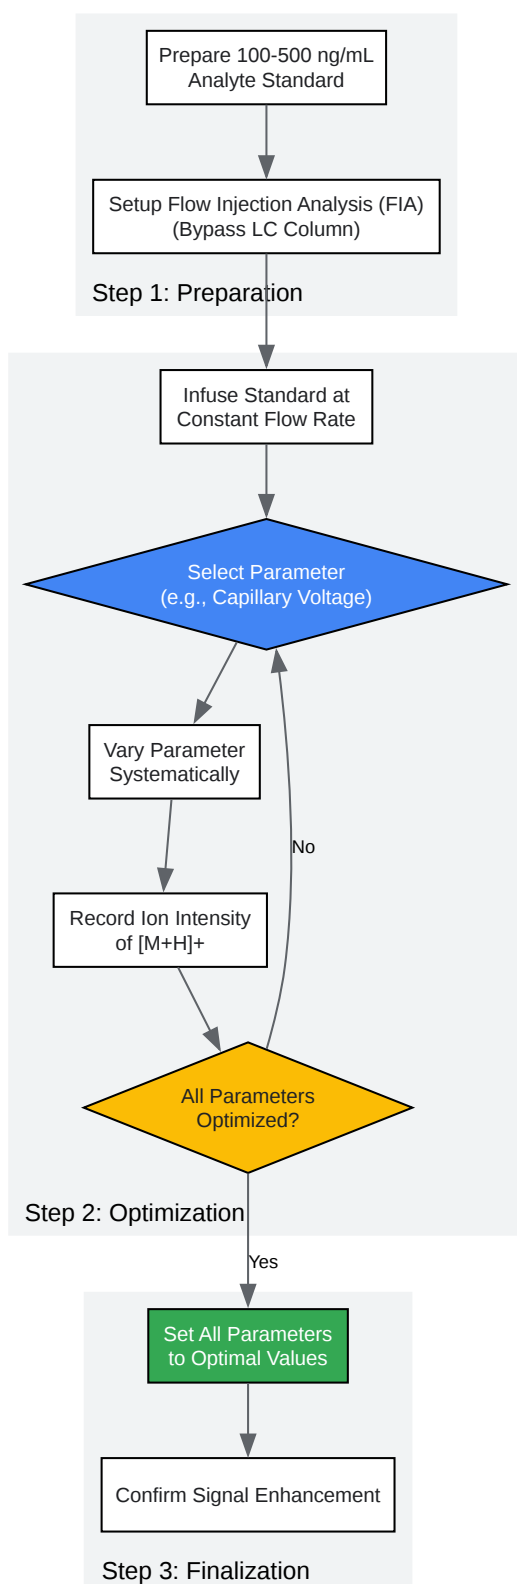 Prepare 100-500 ng/mL
Analyte Standard
Setup Flow Injection Analysis (FIA)
(Bypass LC Column)
Step 1: Preparation
Infuse Standard at
Constant Flow Rate
Select Parameter
(e.g., Capillary Voltage)
Vary Parameter
Systematically
No
Record Ion Intensity
of [M+H]+
All Parameters
Optimized?
Step 2: Optimization
Yes
Set All Parameters
to Optimal Values
Confirm Signal Enhancement
Step 3: Finalization